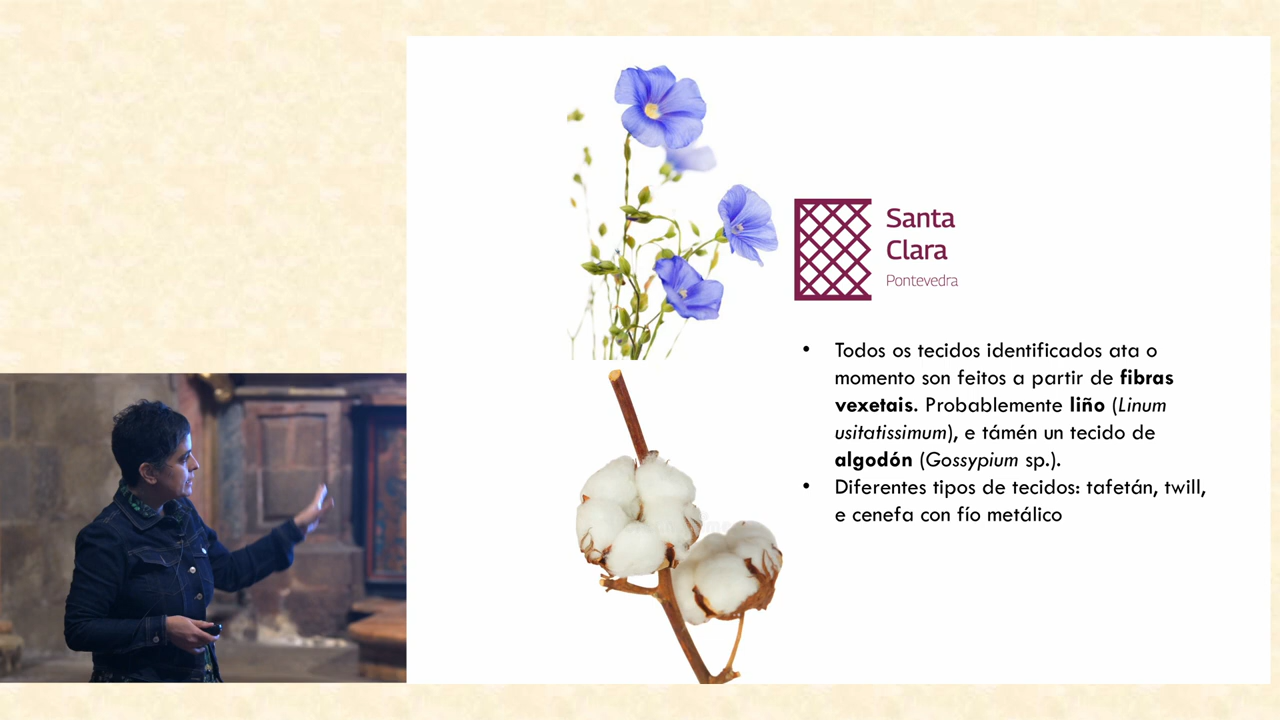 Santa
Clara
Pontevedra
• Todos os tecidos identificados ata o
momento son feitos a partir de fibras
vexetais. Probablemente liño (Linum
usitatissimum), e támén un tecido de
algodón (Gossypium sp.).
• Diferentes tipos de tecidos: tafetán, twill,
e cenefa con fío metálico